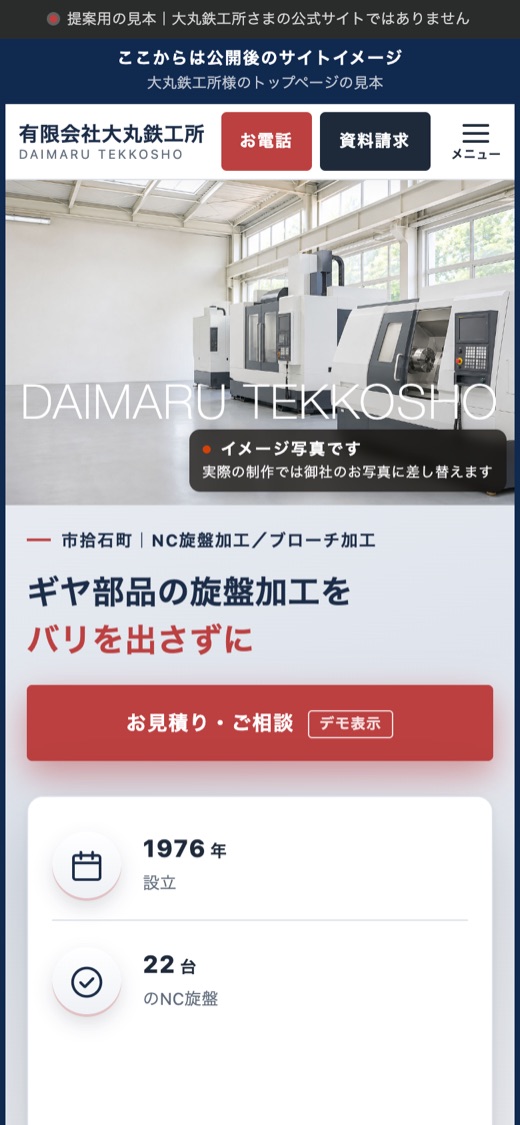 提案用の見本｜大丸鉄工所さまの公式サイトではありません
ここからは公開後のサイトイメージ
大丸鉄工所様のトップページの見本
有限会社大丸鉄工所
DAIMARU TEKKOSHO
お電話
資料請求
メニュー
DAIMARU TEKKOSHO
イメージ写真です
実際の制作では御社のお写真に差し替えます
市拾石町｜NC旋盤加工／ブローチ加工
ギヤ部品の旋盤加工を
バリを出さずに
お見積り・ご相談 デモ表示
1976 年
設立
22 台
のNC旋盤